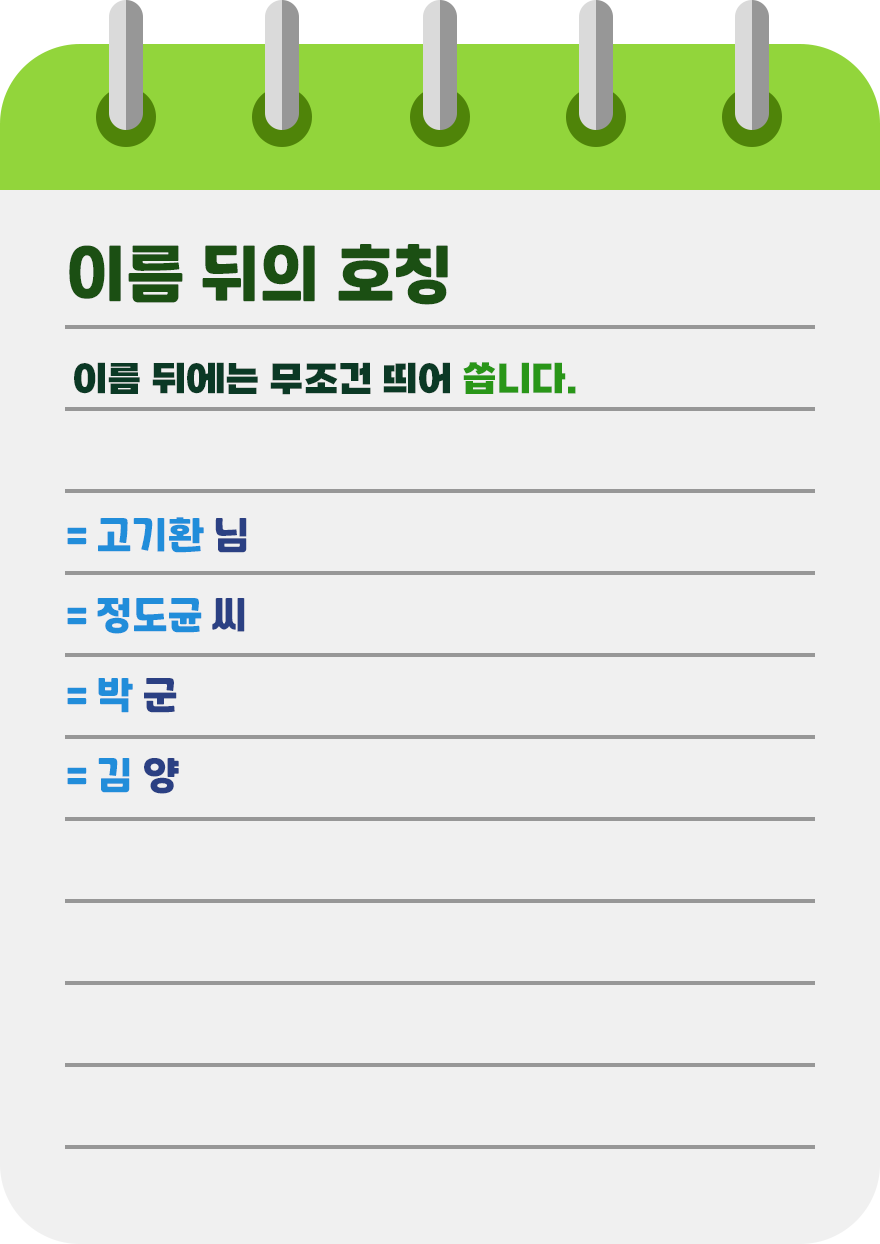 이름 뒤의 호칭
이름 뒤에는 무조건 띄어 씁니다.
= 고기환 님
= 정도균 씨
= 박 군
= 김 양